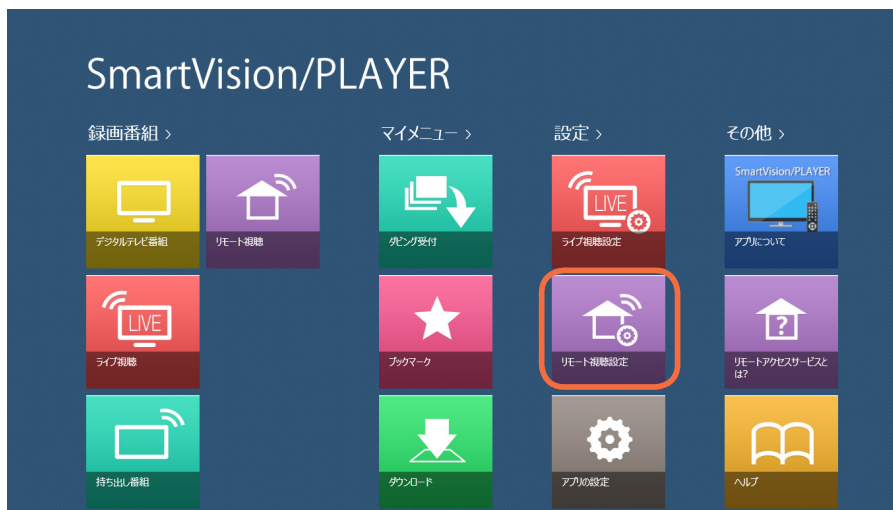 SmartVision/PLAYER
録画番組 >
デジタルテレビ番組
リモート視聴
LIVE
ライブ視聴
持ち出し番組
マイメニュー >
ダビング受付
ブックマーク
ダウンロード
設定 >
LIVE
ライブ視聴設定
リモート視聴設定
アプリの設定
その他 >
SmartVision/PLAYER
アプリについて
?
リモートアクセスサービスと
は?
ヘルプ